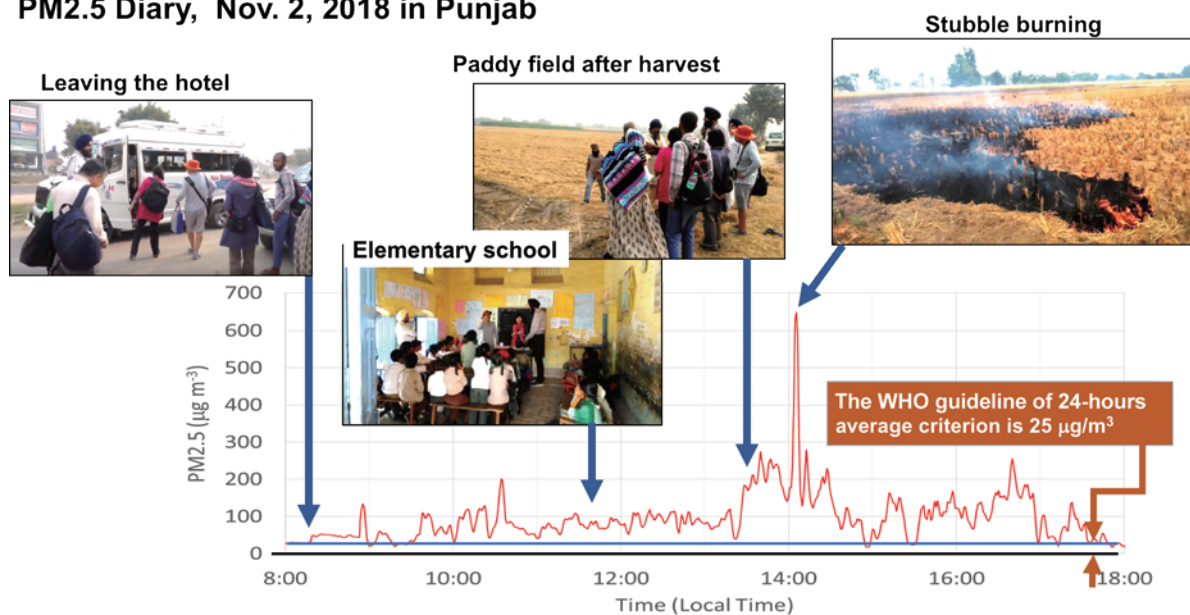 PM2.5 Diary, Nov. 2, 2018 in Punjab
Stubble burning
Paddy field after harvest
Leaving the hotel
Elementary school
The WHO guideline of 24-hours
average criterion is 25 μg/m³
PM2.5 (μg m⁻³)
700
600
500
400
300
200
100
0
8:00 10:00 12:00 14:00 16:00 18:00
Time (Local Time)